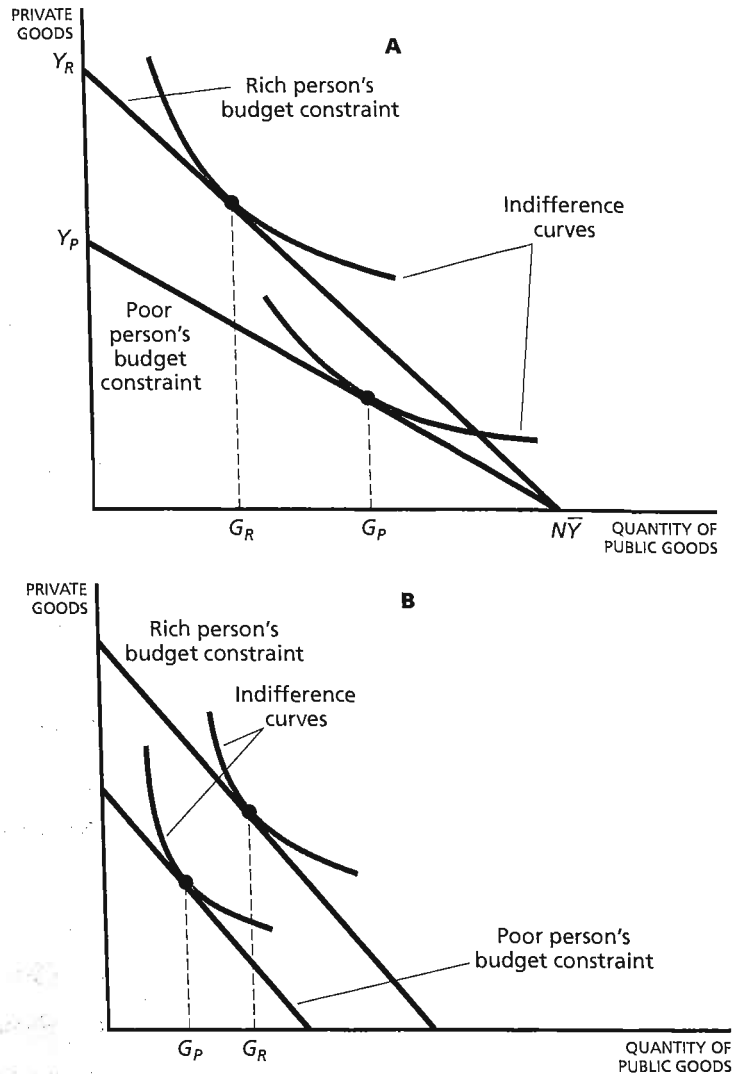 PRIVATE
GOODS
A
Y_R
Rich person's
budget constraint
Indifference
curves
Y_P
Poor
person's
budget
constraint
G_R
G_P
NȲ
QUANTITY OF
PUBLIC GOODS
PRIVATE
GOODS
B
Rich person's
budget constraint
Indifference
curves
Poor person's
budget constraint
G_P
G_R
QUANTITY OF
PUBLIC GOODS